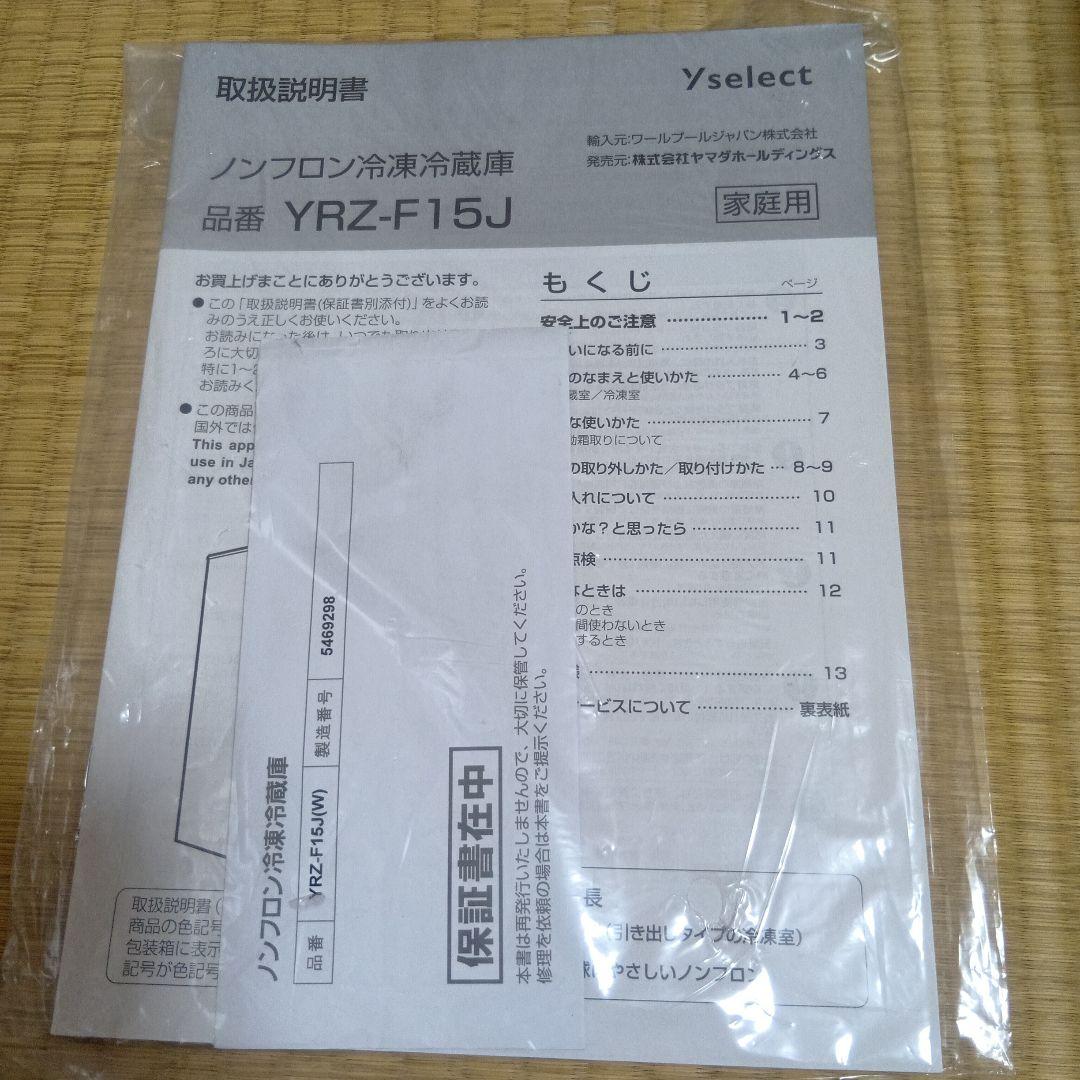 取扱説明書
Yselect
輸入元:ワールプールジャパン株式会社
発売元:株式会社ヤマダホールディングス
ノンフロン冷凍冷蔵庫
品番 YRZ-F15J
家庭用
お買上げまことにありがとうございます。
●この「取扱説明書(保証書別添付)」をよくお読
みのうえ正しくお使いください。
ろに大切
特に1〜2
お読みく
●この商品
国外では
This app
use in Ja
any othe
もくじ
ページ
安全上のご注意 1〜2
いになる前に 3
のなまえと使いかた 4〜6
蔵室/冷凍室
な使いかた 7
動霜取りについて
の取り外しかた/取り付けかた 8〜9
入れについて 10
かな?と思ったら 11
点検 11
なときは 12
のとき
間使わないとき
するとき
13
ービスについて 裏表紙
取扱説明書(
商品の色記号
包装箱に表示
記号が色記号
長
(引き出しタイプの冷凍室)
球にやさしいノンフロン
ノンフロン冷凍冷蔵庫
品番 YRZ-F15J(W) 製造番号 5469298
保証書在中
本書は再発行いたしませんので、大切に保管してください。
修理を依頼の場合は本書をご提示ください。